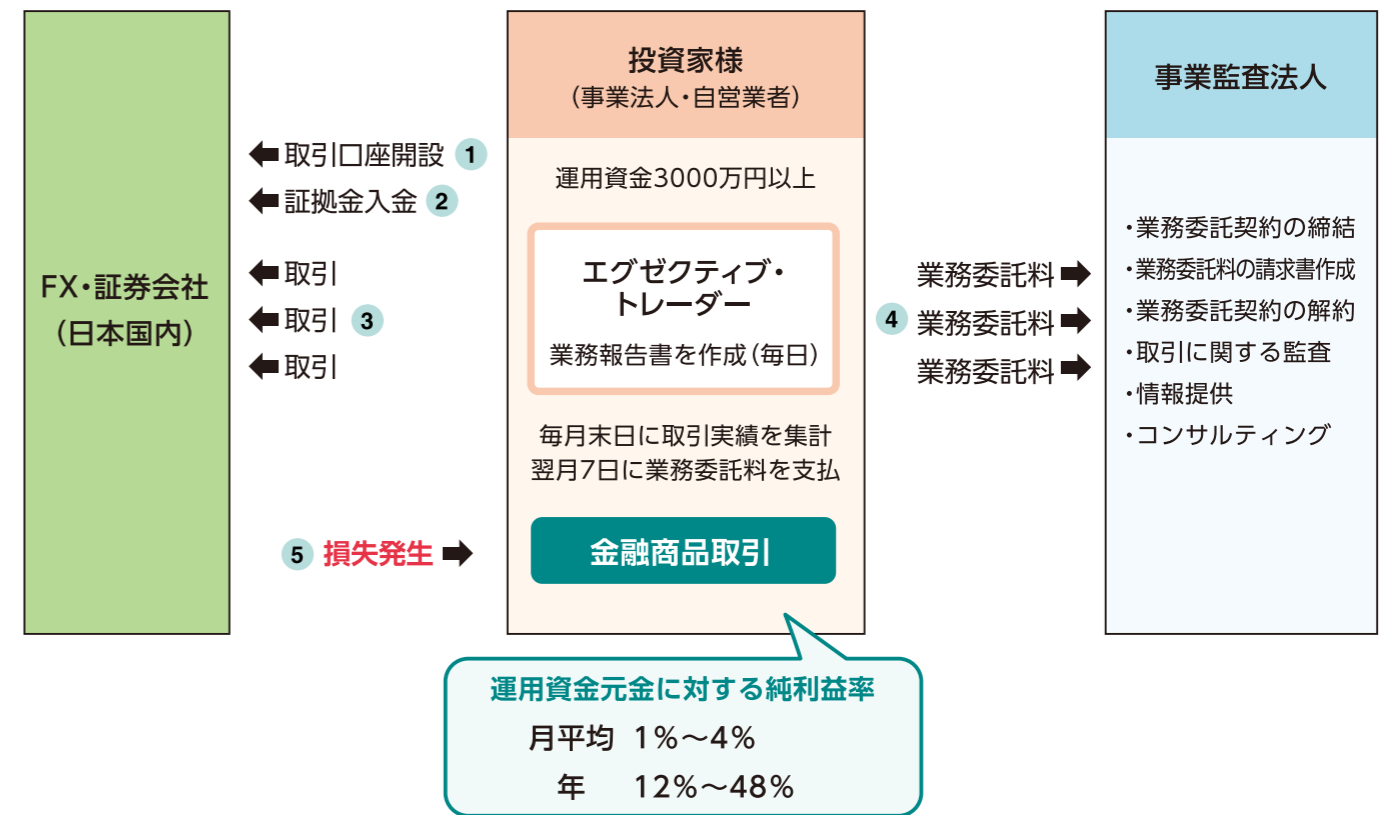 FX・証券会社
（日本国内）
取引口座開設 1
証拠金入金 2
取引
取引 3
取引
5 損失発生
投資家様
（事業法人・自営業者）
運用資金3000万円以上
エグゼクティブ・
トレーダー
業務報告書を作成（毎日）
毎月末日に取引実績を集計
翌月7日に業務委託料を支払
金融商品取引
運用資金元金に対する純利益率
月平均 1%～4%
年 12%～48%
業務委託料
4 業務委託料
業務委託料
事業監査法人
・業務委託契約の締結
・業務委託料の請求書作成
・業務委託契約の解約
・取引に関する監査
・情報提供
・コンサルティング